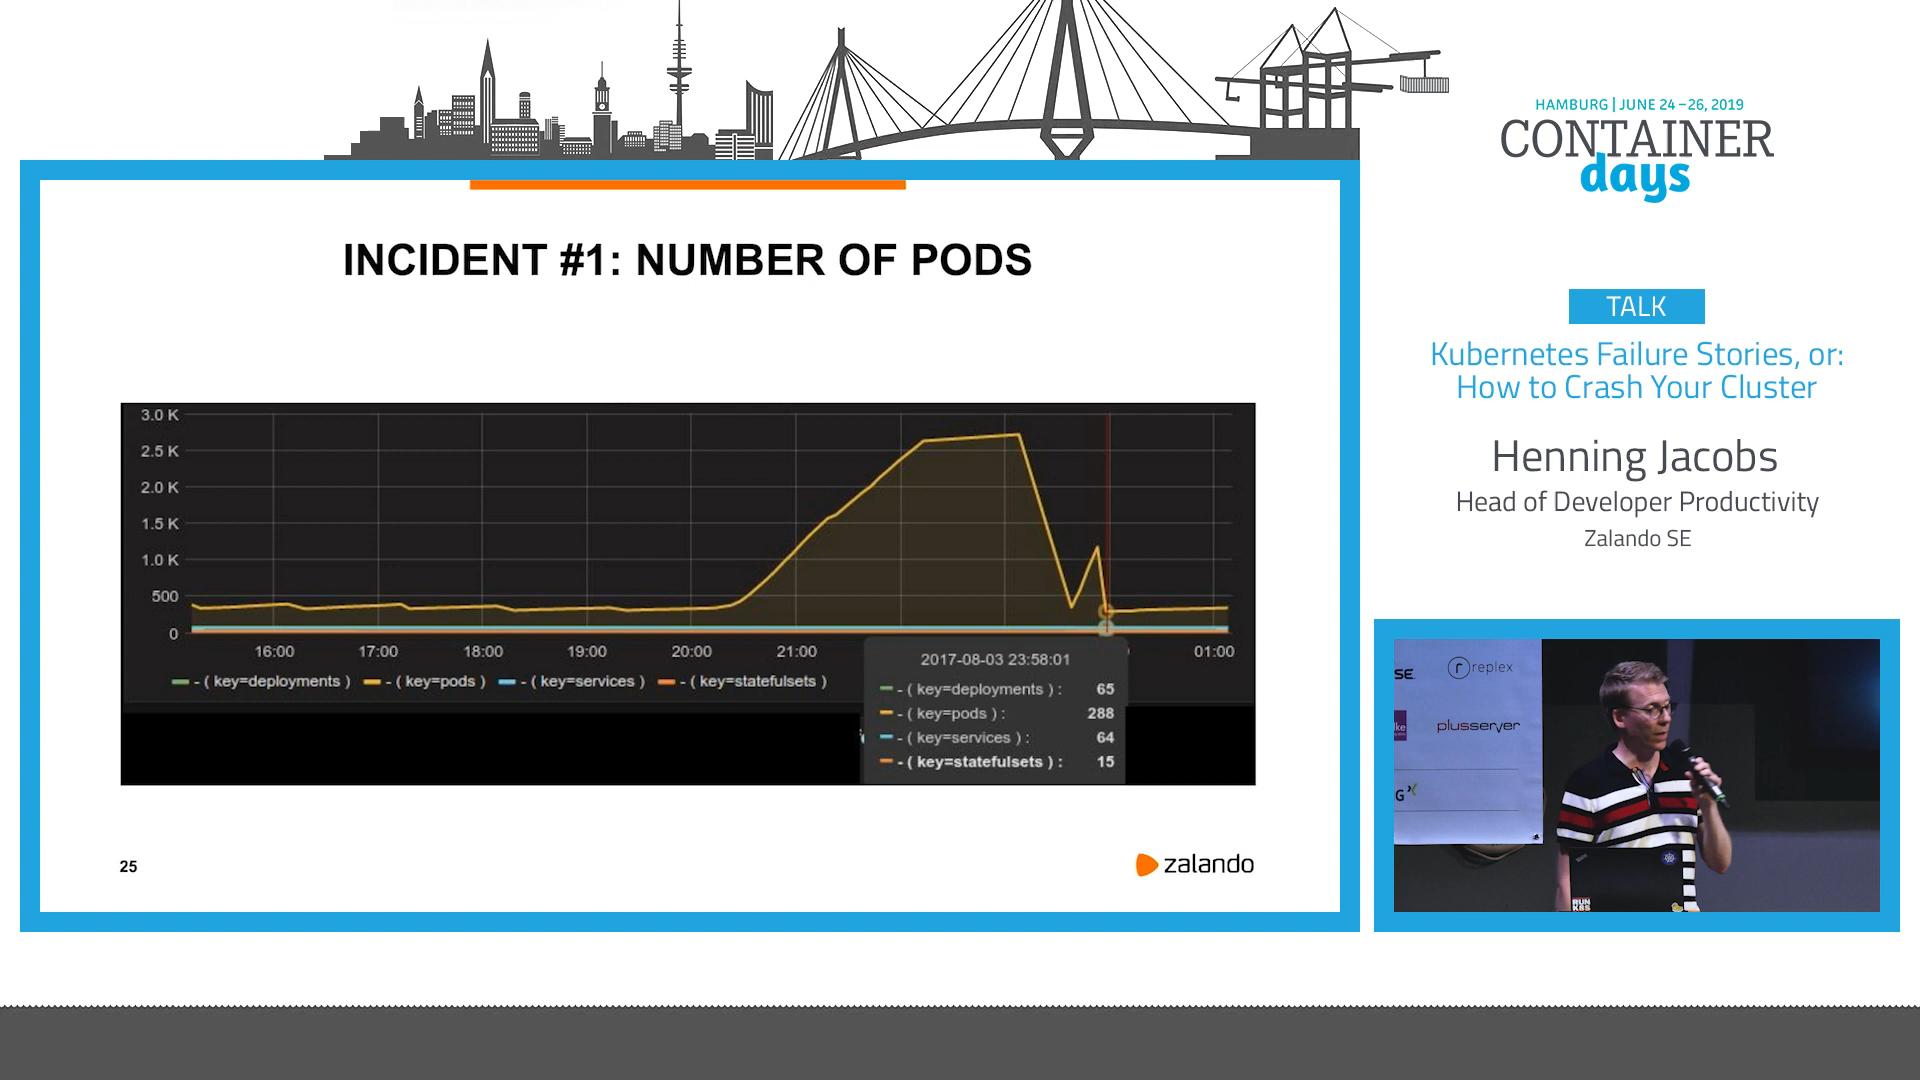 HAMBURG | JUNE 24 – 26, 2019
CONTAINER
days
TALK
Kubernetes Failure Stories, or:
How to Crash Your Cluster
Henning Jacobs
Head of Developer Productivity
Zalando SE
INCIDENT #1: NUMBER OF PODS
3.0 K
2.5 K
2.0 K
1.5 K
1.0 K
500
0
16:00 17:00 18:00 19:00 20:00 21:00 01:00
- ( key=deployments ) - ( key=pods ) - ( key=services ) - ( key=statefulsets )
2017-08-03 23:58:01
- ( key=deployments ) : 65
- ( key=pods ) : 288
- ( key=services ) : 64
- ( key=statefulsets ) : 15
25
zalando
SE
replex
plusserver
G
RUN
K8S